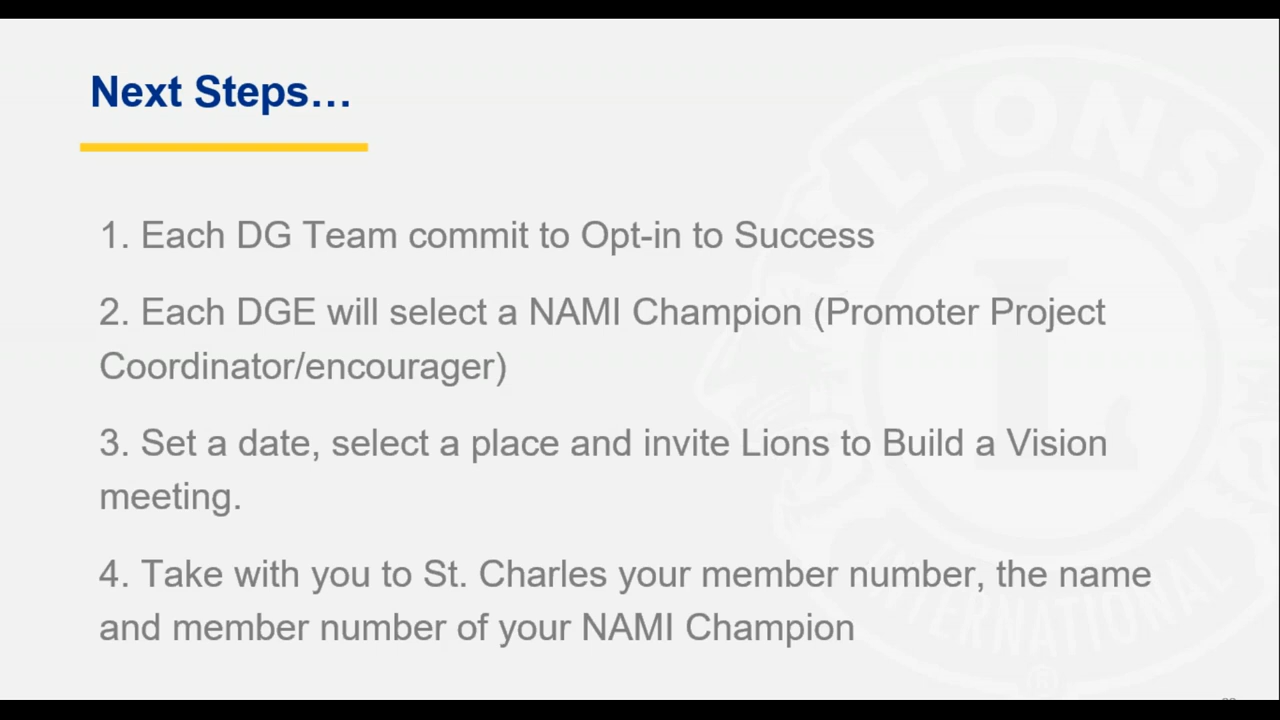 Next Steps…
1. Each DG Team commit to Opt-in to Success
2. Each DGE will select a NAMI Champion (Promoter Project
Coordinator/encourager)
3. Set a date, select a place and invite Lions to Build a Vision
meeting.
4. Take with you to St. Charles your member number, the name
and member number of your NAMI Champion
LIONS
L
INTERNATIONAL
®